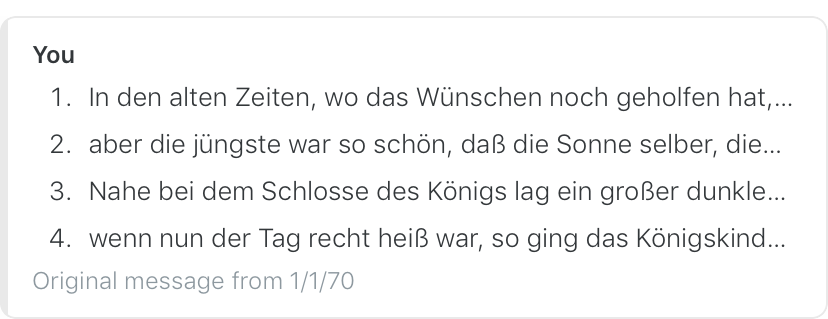 You
1. In den alten Zeiten, wo das Wünschen noch geholfen hat,...
2. aber die jüngste war so schön, daß die Sonne selber, die...
3. Nahe bei dem Schlosse des Königs lag ein großer dunkle...
4. wenn nun der Tag recht heiß war, so ging das Königskind...
Original message from 1/1/70